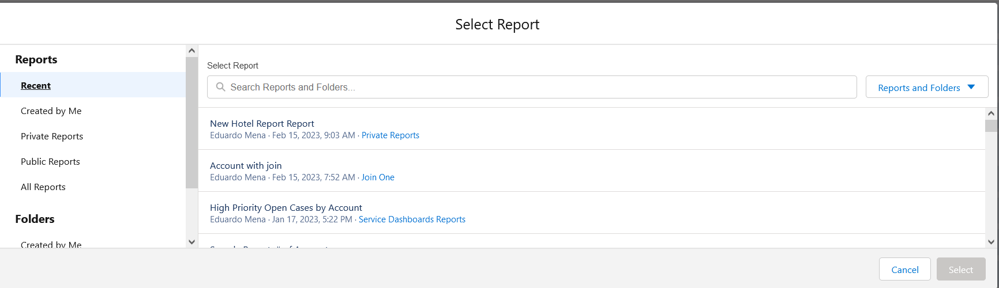 Select Report
Reports
Recent
Created by Me
Private Reports
Public Reports
All Reports
Folders
Created by Me
Select Report
Search Reports and Folders...
Reports and Folders
New Hotel Report Report
Eduardo Mena · Feb 15, 2023, 9:03 AM · Private Reports
Account with join
Eduardo Mena · Feb 15, 2023, 7:52 AM · Join One
High Priority Open Cases by Account
Eduardo Mena · Jan 17, 2023, 5:22 PM · Service Dashboards Reports
Cancel
Select